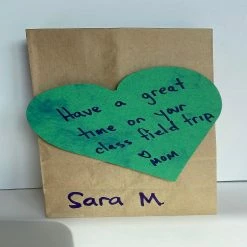 Have a great
time on your
class field trip
♡ MOM
Sara M